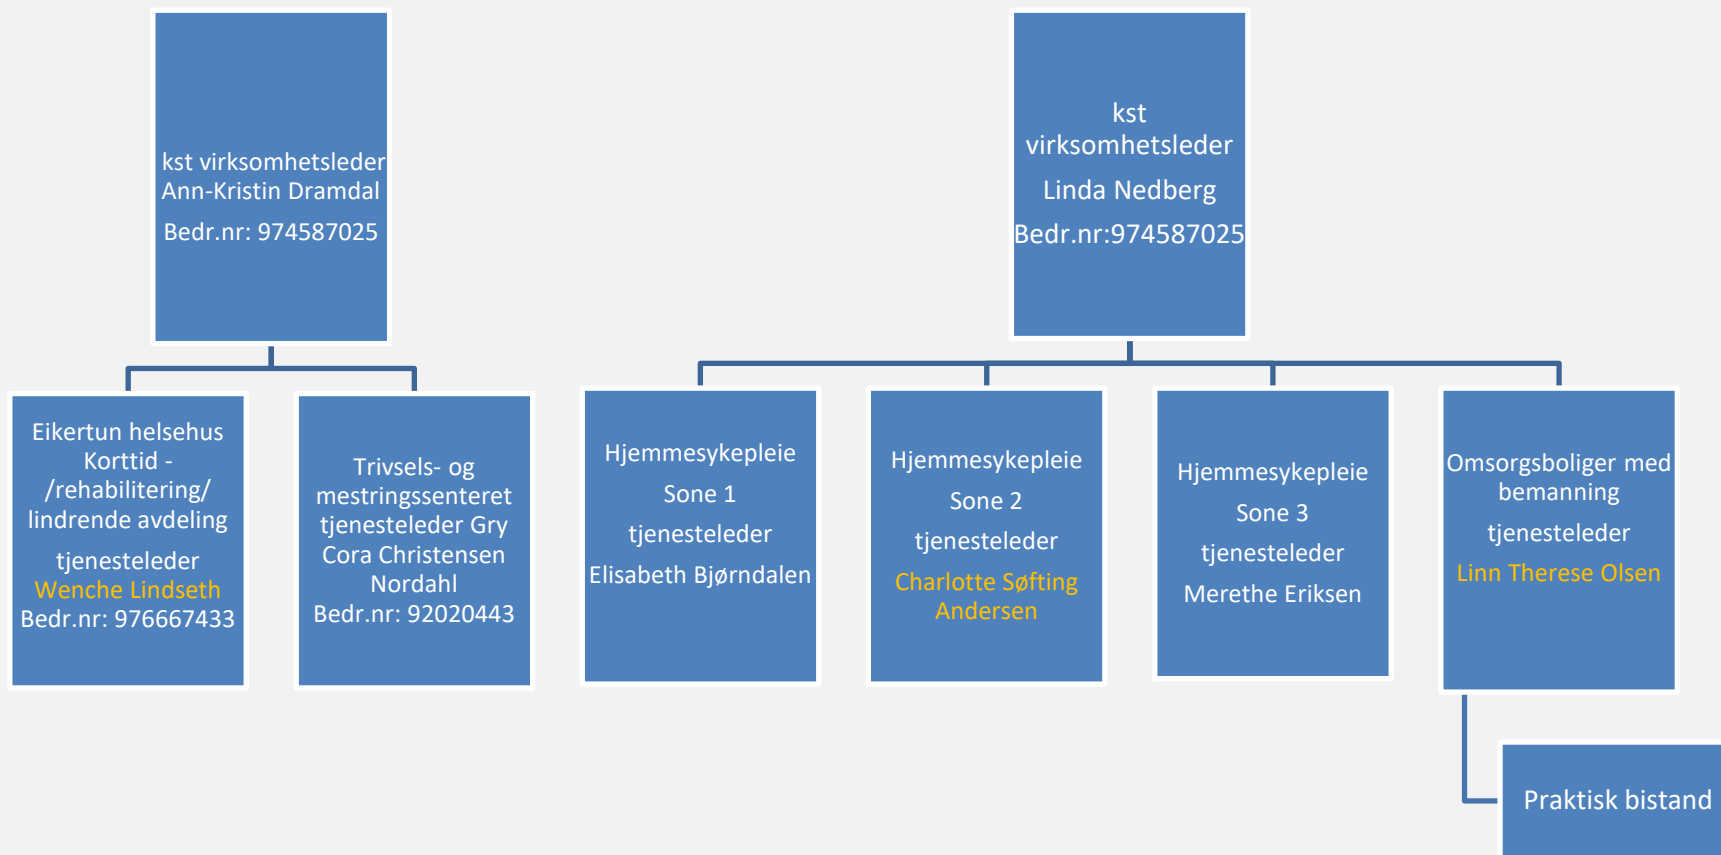 kst virksomhetsleder
Ann-Kristin Dramdal
Bedr.nr: 974587025
kst
virksomhetsleder
Linda Nedberg
Bedr.nr:974587025
Eikertun helsehus
Korttid -
/rehabilitering/
lindrende avdeling
tjenesteleder
Wenche Lindseth
Bedr.nr: 976667433
Trivsels- og
mestringssenteret
tjenesteleder Gry
Cora Christensen
Nordahl
Bedr.nr: 92020443
Hjemmesykepleie
Sone 1
tjenesteleder
Elisabeth Bjørndalen
Hjemmesykepleie
Sone 2
tjenesteleder
Charlotte Søfting
Andersen
Hjemmesykepleie
Sone 3
tjenesteleder
Merethe Eriksen
Omsorgsboliger med
bemanning
tjenesteleder
Linn Therese Olsen
Praktisk bistand